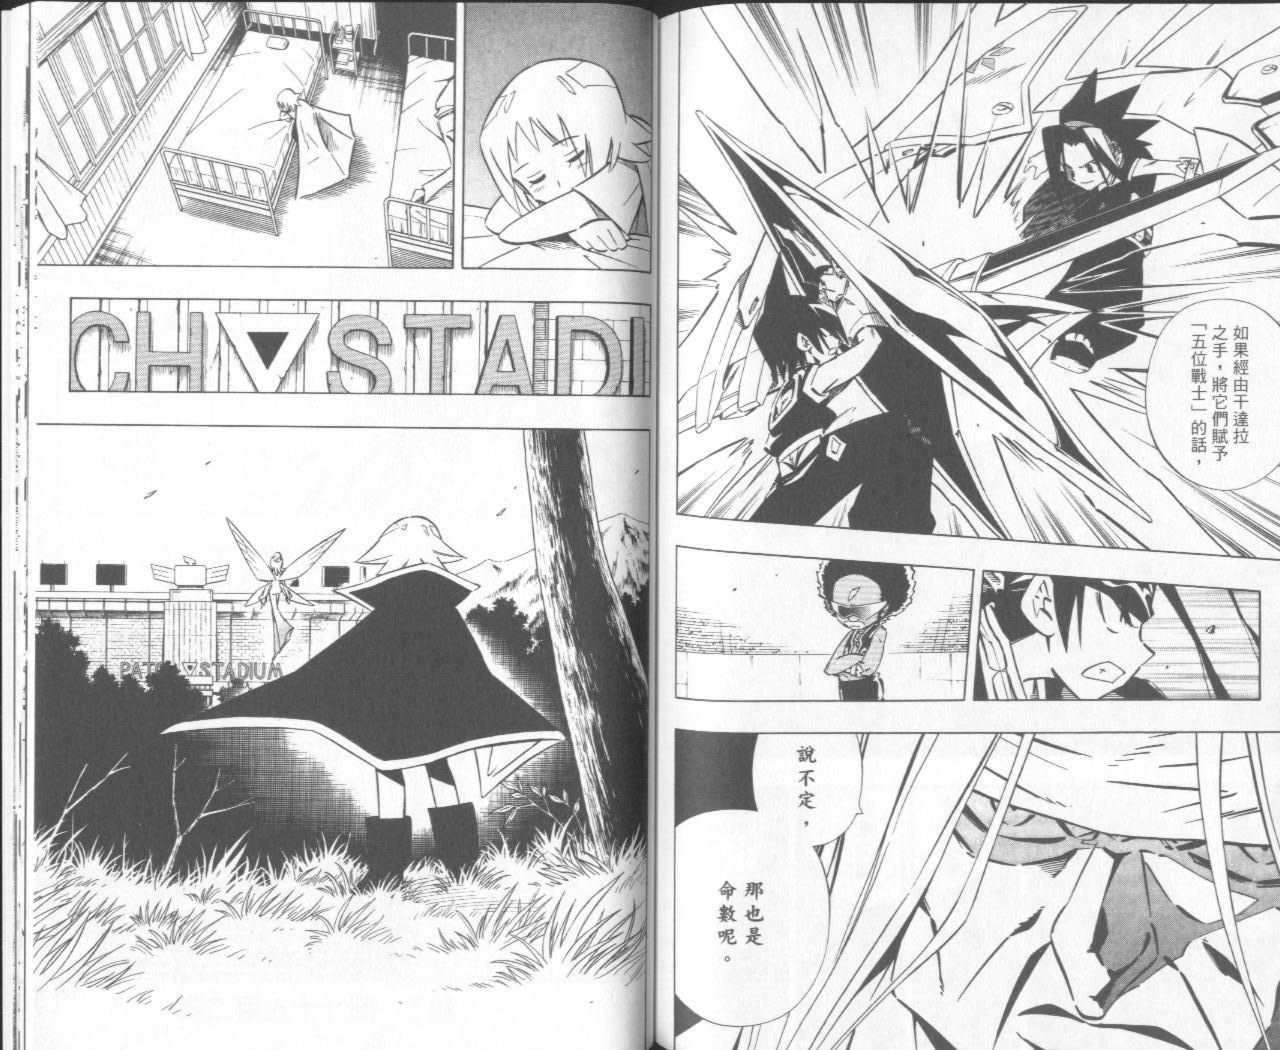 如果經由干達拉
之手，將它們賦予
「五位戰士」的話，
說不定，
那也是
命數呢。
CH STADI
PATC STADIUM